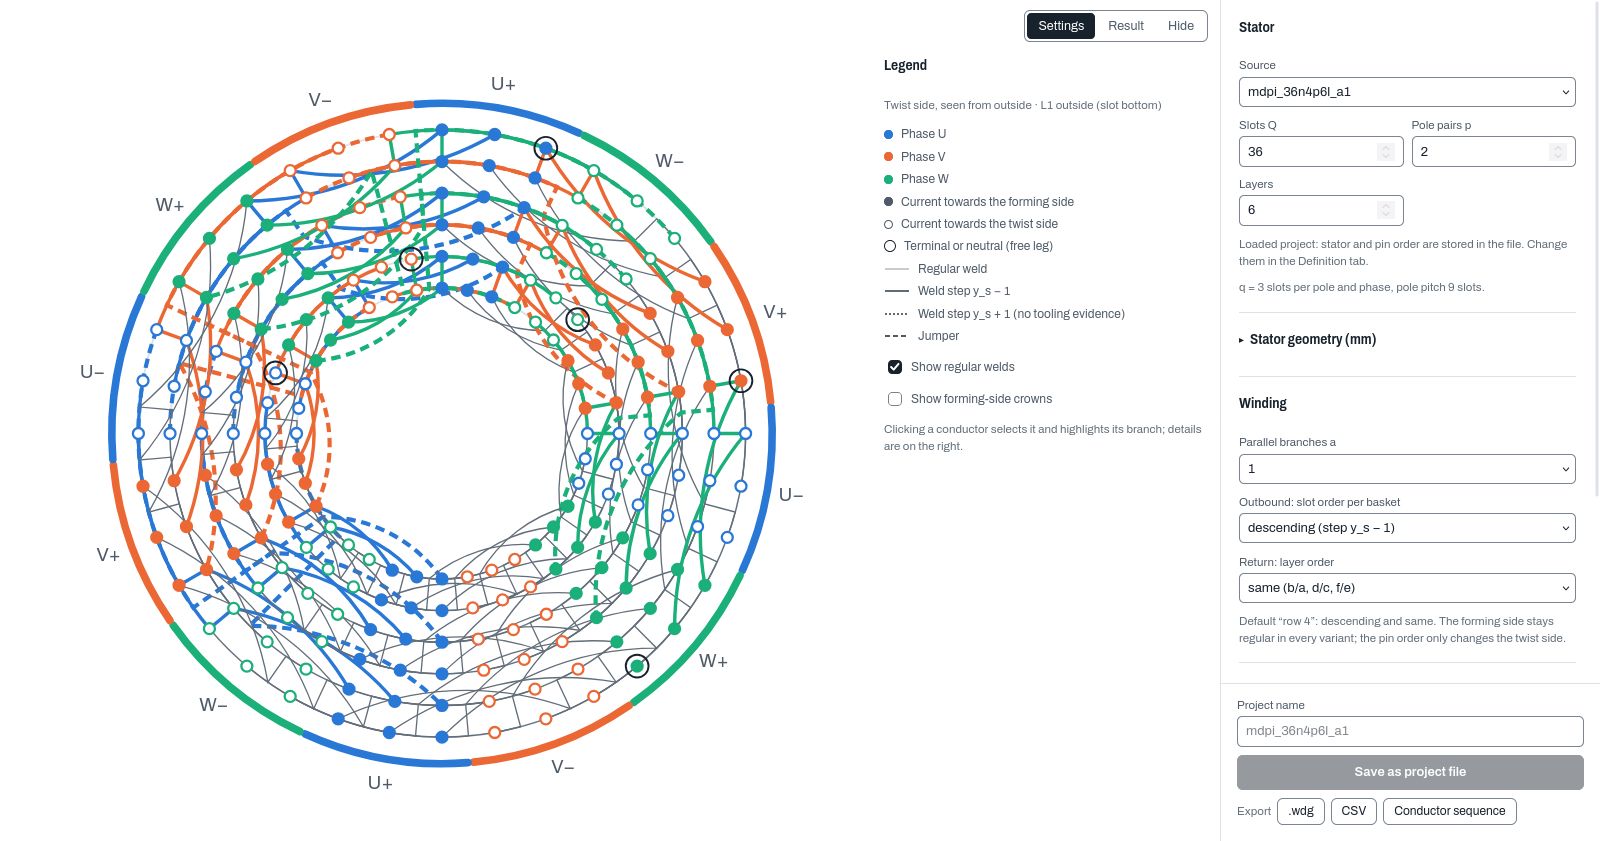 Settings Result Hide
U+
V−
W−
W+
V+
U−
U−
V+
W+
W−
V−
U+
Legend
Twist side, seen from outside · L1 outside (slot bottom)
Phase U
Phase V
Phase W
Current towards the forming side
Current towards the twist side
Terminal or neutral (free leg)
Regular weld
Weld step y_s − 1
Weld step y_s + 1 (no tooling evidence)
Jumper
Show regular welds
Show forming-side crowns
Clicking a conductor selects it and highlights its branch; details
are on the right.
Stator
Source
mdpi_36n4p6l_a1
Slots Q Pole pairs p
36 2
Layers
6
Loaded project: stator and pin order are stored in the file. Change
them in the Definition tab.
q = 3 slots per pole and phase, pole pitch 9 slots.
Stator geometry (mm)
Winding
Parallel branches a
1
Outbound: slot order per basket
descending (step y_s − 1)
Return: layer order
same (b/a, d/c, f/e)
Default “row 4”: descending and same. The forming side stays
regular in every variant; the pin order only changes the twist side.
Project name
mdpi_36n4p6l_a1
Save as project file
Export .wdg CSV Conductor sequence